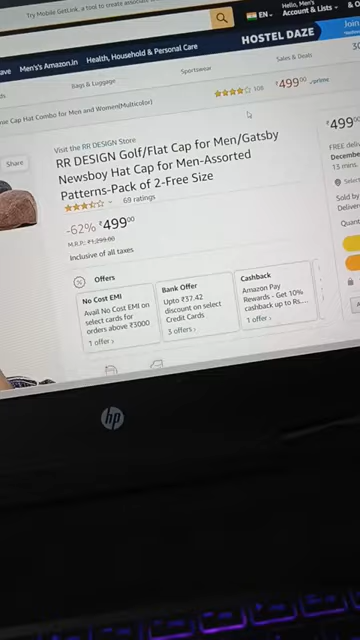 Try Mobile GetLink, a tool to create
EN
Hello, Men's
Account & Lists
Men's Amazon.in Health, Household & Personal Care
HOSTEL DAZE
Join
Bags & Luggage
Sportswear
Sales & Deals
Cap Hat Combo for Men and Women(Multicolor)
108
₹499⁰⁰
prime
Share
Visit the RR DESIGN Store
RR DESIGN Golf/Flat Cap for Men/Gatsby
Newsboy Hat Cap for Men-Assorted
Patterns-Pack of 2-Free Size
69 ratings
-62% ₹499⁰⁰
M.R.P.: ₹1,299.00
Inclusive of all taxes
Offers
No Cost EMI
Avail No Cost EMI on
select cards for
orders above ₹3000
1 offer ›
Bank Offer
Upto ₹37.42
discount on select
Credit Cards
3 offers ›
Cashback
Amazon Pay
Rewards - Get 10%
cashback up to Rs....
1 offer ›
₹499
FREE
15 mins.
Sold by
hp